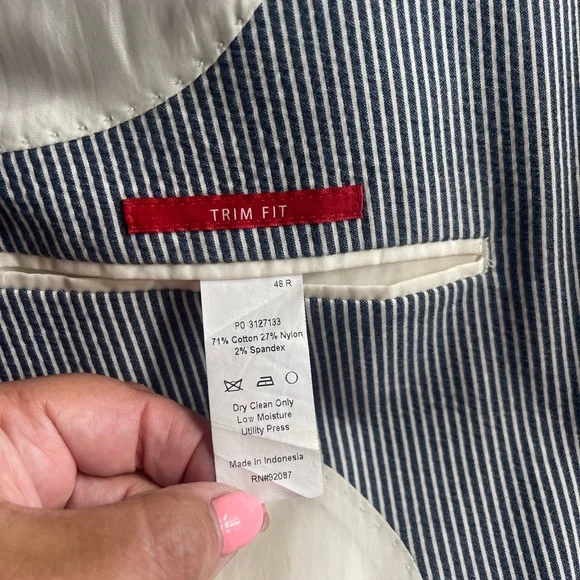 TRIM FIT
48 R
PO 3127133
71% Cotton 27% Nylon
2% Spandex
Dry Clean Only
Low Moisture
Utility Press
Made in Indonesia
RN#92087